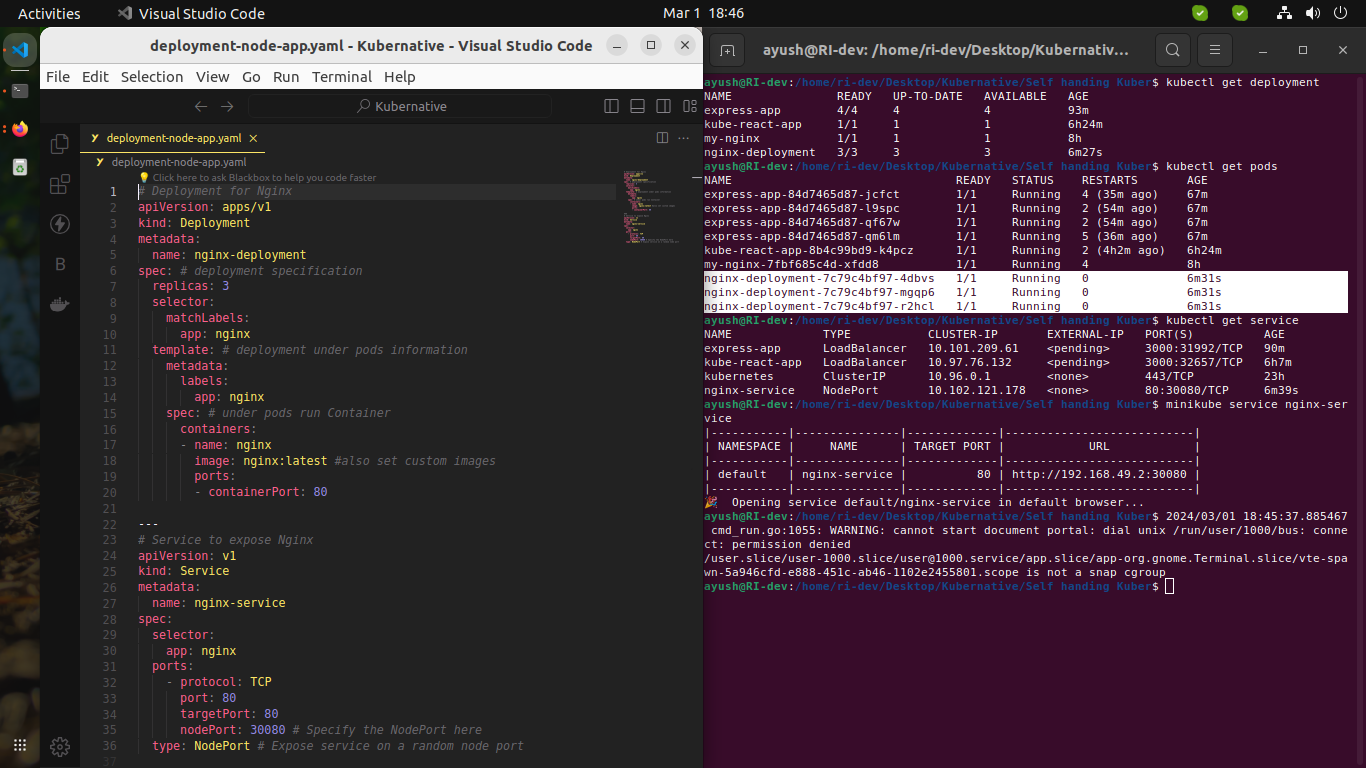 Activities
Visual Studio Code
Mar 1 18:46
deployment-node-app.yaml - Kubernative - Visual Studio Code
File Edit Selection View Go Run Terminal Help
Kubernative
deployment-node-app.yaml
deployment-node-app.yaml
Click here to ask Blackbox to help you code faster
1 # Deployment for Nginx
2 apiVersion: apps/v1
3 kind: Deployment
4 metadata:
5 name: nginx-deployment
6 spec: # deployment specification
7 replicas: 3
8 selector:
9 matchLabels:
10 app: nginx
11 template: # deployment under pods information
12 metadata:
13 labels:
14 app: nginx
15 spec: # under pods run Container
16 containers:
17 - name: nginx
18 image: nginx:latest #also set custom images
19 ports:
20 - containerPort: 80
21
22 ---
23 # Service to expose Nginx
24 apiVersion: v1
25 kind: Service
26 metadata:
27 name: nginx-service
28 spec:
29 selector:
30 app: nginx
31 ports:
32 - protocol: TCP
33 port: 80
34 targetPort: 80
35 nodePort: 30080 # Specify the NodePort here
36 type: NodePort # Expose service on a random node port
37
ayush@RI-dev: /home/ri-dev/Desktop/Kubernativ...
ayush@RI-dev:/home/ri-dev/Desktop/Kubernative/Self handing Kuber$ kubectl get deployment
NAME READY UP-TO-DATE AVAILABLE AGE
express-app 4/4 4 4 93m
kube-react-app 1/1 1 1 6h24m
my-nginx 1/1 1 1 8h
nginx-deployment 3/3 3 3 6m27s
ayush@RI-dev:/home/ri-dev/Desktop/Kubernative/Self handing Kuber$ kubectl get pods
NAME READY STATUS RESTARTS AGE
express-app-84d7465d87-jcfct 1/1 Running 4 (35m ago) 67m
express-app-84d7465d87-l9spc 1/1 Running 2 (54m ago) 67m
express-app-84d7465d87-qf67w 1/1 Running 2 (54m ago) 67m
express-app-84d7465d87-qm6lm 1/1 Running 5 (36m ago) 67m
kube-react-app-8b4c99bd9-k4pcz 1/1 Running 2 (4h2m ago) 6h24m
my-nginx-7fbf685c4d-xfdd8 1/1 Running 4 8h
nginx-deployment-7c79c4bf97-4dbvs 1/1 Running 0 6m31s
nginx-deployment-7c79c4bf97-mgqp6 1/1 Running 0 6m31s
nginx-deployment-7c79c4bf97-r2hcl 1/1 Running 0 6m31s
ayush@RI-dev:/home/ri-dev/Desktop/Kubernative/Self handing Kuber$ kubectl get service
NAME TYPE CLUSTER-IP EXTERNAL-IP PORT(S) AGE
express-app LoadBalancer 10.101.209.61 <pending> 3000:31992/TCP 90m
kube-react-app LoadBalancer 10.97.76.132 <pending> 3000:32657/TCP 6h7m
kubernetes ClusterIP 10.96.0.1 <none> 443/TCP 23h
nginx-service NodePort 10.102.121.178 <none> 80:30080/TCP 6m39s
ayush@RI-dev:/home/ri-dev/Desktop/Kubernative/Self handing Kuber$ minikube service nginx-ser
vice
|-----------|---------------|-------------|---------------------------|
| NAMESPACE | NAME | TARGET PORT | URL |
|-----------|---------------|-------------|---------------------------|
| default | nginx-service | 80 | http://192.168.49.2:30080 |
|-----------|---------------|-------------|---------------------------|
🎉 Opening service default/nginx-service in default browser...
ayush@RI-dev:/home/ri-dev/Desktop/Kubernative/Self handing Kuber$ 2024/03/01 18:45:37.885467
cmd_run.go:1055: WARNING: cannot start document portal: dial unix /run/user/1000/bus: conne
ct: permission denied
/user.slice/user-1000.slice/user@1000.service/app.slice/app-org.gnome.Terminal.slice/vte-spa
wn-5a946cfd-e888-451c-ab46-1102e2455801.scope is not a snap cgroup
ayush@RI-dev:/home/ri-dev/Desktop/Kubernative/Self handing Kuber$